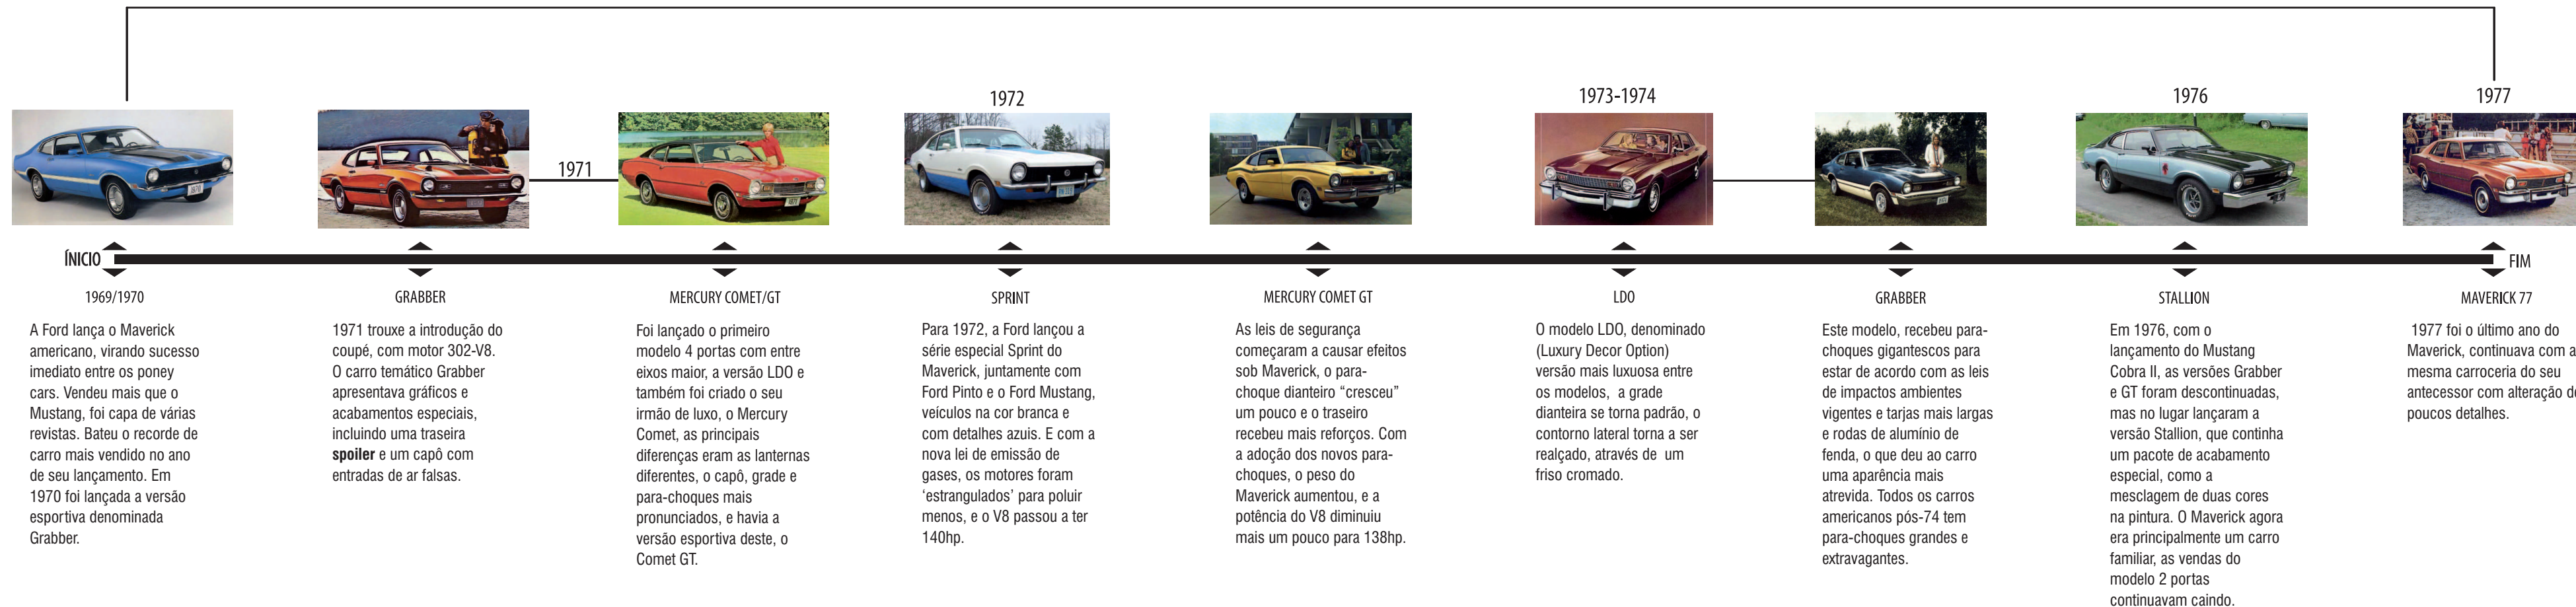 1972
1973-1974
1976
1977
1971
ÍNICIO
FIM
1969/1970
A Ford lança o Maverick
americano, virando sucesso
imediato entre os poney
cars. Vendeu mais que o
Mustang, foi capa de várias
revistas. Bateu o recorde de
carro mais vendido no ano
de seu lançamento. Em
1970 foi lançada a versão
esportiva denominada
Grabber.
GRABBER
1971 trouxe a introdução do
coupé, com motor 302-V8.
O carro temático Grabber
apresentava gráficos e
acabamentos especiais,
incluindo uma traseira
spoiler e um capô com
entradas de ar falsas.
MERCURY COMET/GT
Foi lançado o primeiro
modelo 4 portas com entre
eixos maior, a versão LDO e
também foi criado o seu
irmão de luxo, o Mercury
Comet, as principais
diferenças eram as lanternas
diferentes, o capô, grade e
para-choques mais
pronunciados, e havia a
versão esportiva deste, o
Comet GT.
SPRINT
Para 1972, a Ford lançou a
série especial Sprint do
Maverick, juntamente com
Ford Pinto e o Ford Mustang,
veículos na cor branca e
com detalhes azuis. E com a
nova lei de emissão de
gases, os motores foram
‘estrangulados’ para poluir
menos, e o V8 passou a ter
140hp.
MERCURY COMET GT
As leis de segurança
começaram a causar efeitos
sob Maverick, o para-
choque dianteiro “cresceu”
um pouco e o traseiro
recebeu mais reforços. Com
a adoção dos novos para-
choques, o peso do
Maverick aumentou, e a
potência do V8 diminuiu
mais um pouco para 138hp.
LDO
O modelo LDO, denominado
(Luxury Decor Option)
versão mais luxuosa entre
os modelos, a grade
dianteira se torna padrão, o
contorno lateral torna a ser
realçado, através de um
friso cromado.
GRABBER
Este modelo, recebeu para-
choques gigantescos para
estar de acordo com as leis
de impactos ambientes
vigentes e tarjas mais largas
e rodas de alumínio de
fenda, o que deu ao carro
uma aparência mais
atrevida. Todos os carros
americanos pós-74 tem
para-choques grandes e
extravagantes.
STALLION
Em 1976, com o
lançamento do Mustang
Cobra II, as versões Grabber
e GT foram descontinuadas,
mas no lugar lançaram a
versão Stallion, que continha
um pacote de acabamento
especial, como a
mesclagem de duas cores
na pintura. O Maverick agora
era principalmente um carro
familiar, as vendas do
modelo 2 portas
continuavam caindo.
MAVERICK 77
1977 foi o último ano do
Maverick, continuava com a
mesma carroceria do seu
antecessor com alteração
poucos detalhes.